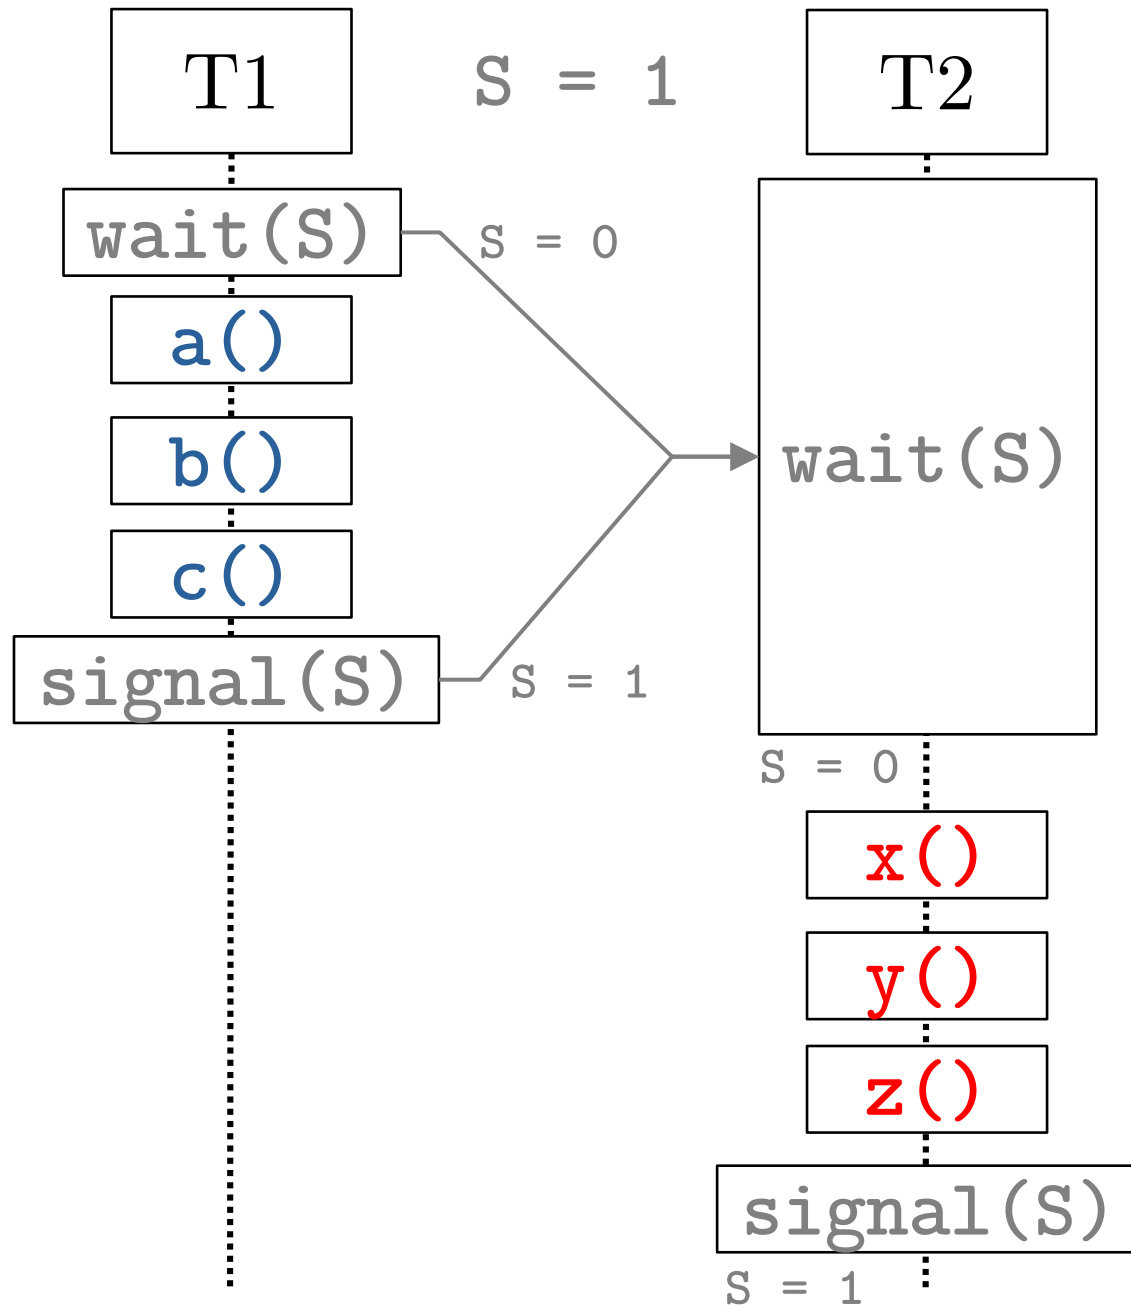 T1
S = 1
T2
wait(S)
S = 0
a()
b()
wait(S)
c()
signal(S)
S = 1
S = 0
x()
y()
z()
signal(S)
S = 1